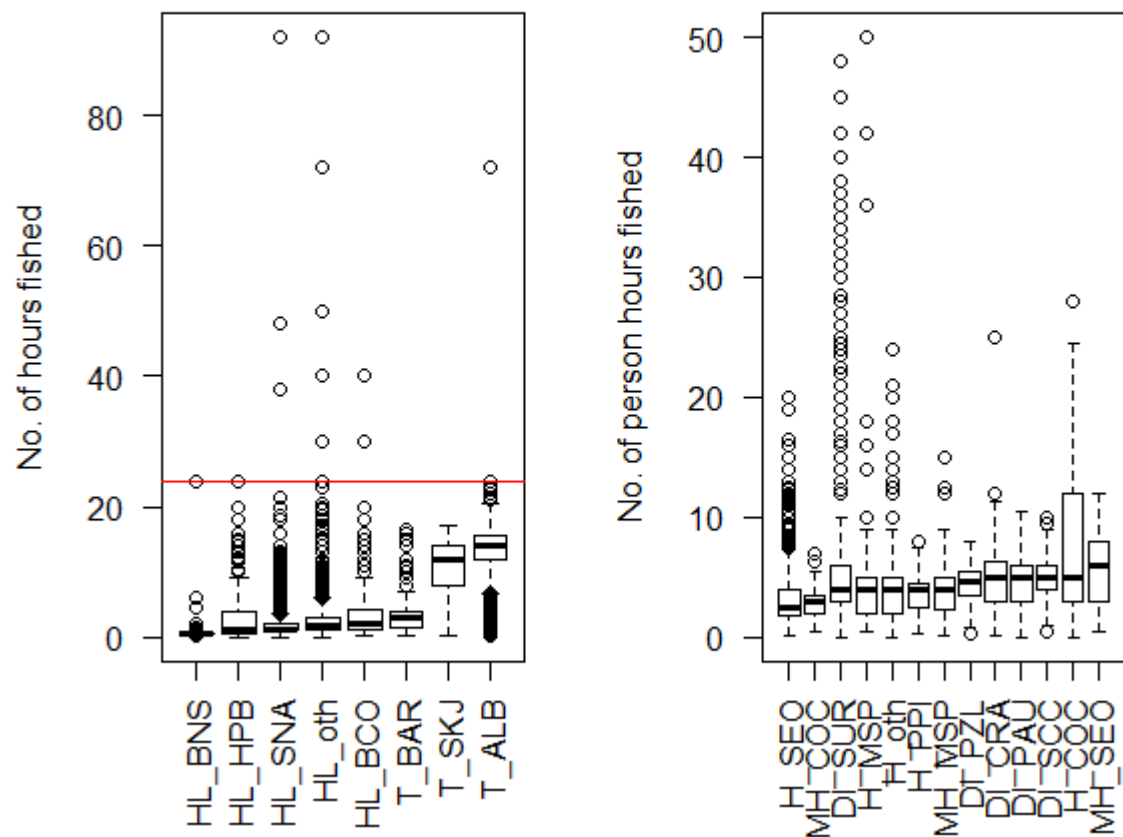 No. of hours fished
80
60
40
20
0
HL_BNS
HL_HPB
HL_SNA
HL_oth
HL_BCO
T_BAR
T_SKJ
T_ALB
No. of person hours fished
50
40
30
20
10
0
H_SEO
MH_COC
DI_SUR
H_MSP
H_oth
H_PPI
MH_MSP
DI_PZL
DI_CRA
DI_PAU
DI_SCC
H_COC
MH_SEO